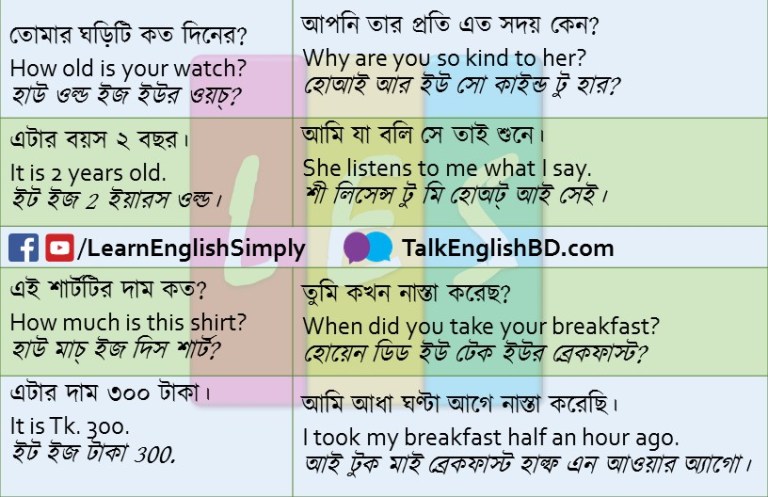 তোমার ঘড়িটি কত দিনের?
How old is your watch?
হাউ ওল্ড ইজ ইউর ওয়চ্?
আপনি তার প্রতি এত সদয় কেন?
Why are you so kind to her?
হোআই আর ইউ সো কাইন্ড টু হার?
এটার বয়স ২ বছর।
It is 2 years old.
ইট ইজ 2 ইয়ারস ওল্ড।
আমি যা বলি সে তাই শুনে।
She listens to me what I say.
শী লিসেন্স টু মি হোঅট্ আই সেই।
/LearnEnglishSimply
TalkEnglishBD.com
এই শার্টটির দাম কত?
How much is this shirt?
হাউ মাচ্ ইজ দিস শার্ট?
তুমি কখন নাস্তা করেছ?
When did you take your breakfast?
হোয়েন ডিড ইউ টেক ইউর ব্রেকফাস্ট?
এটার দাম ৩০০ টাকা।
It is Tk. 300.
ইট ইজ টাকা 300.
আমি আধা ঘণ্টা আগে নাস্তা করেছি।
I took my breakfast half an hour ago.
আই টুক মাই ব্রেকফাস্ট হাল্ফ এন আওয়ার অ্যাগো।
LES